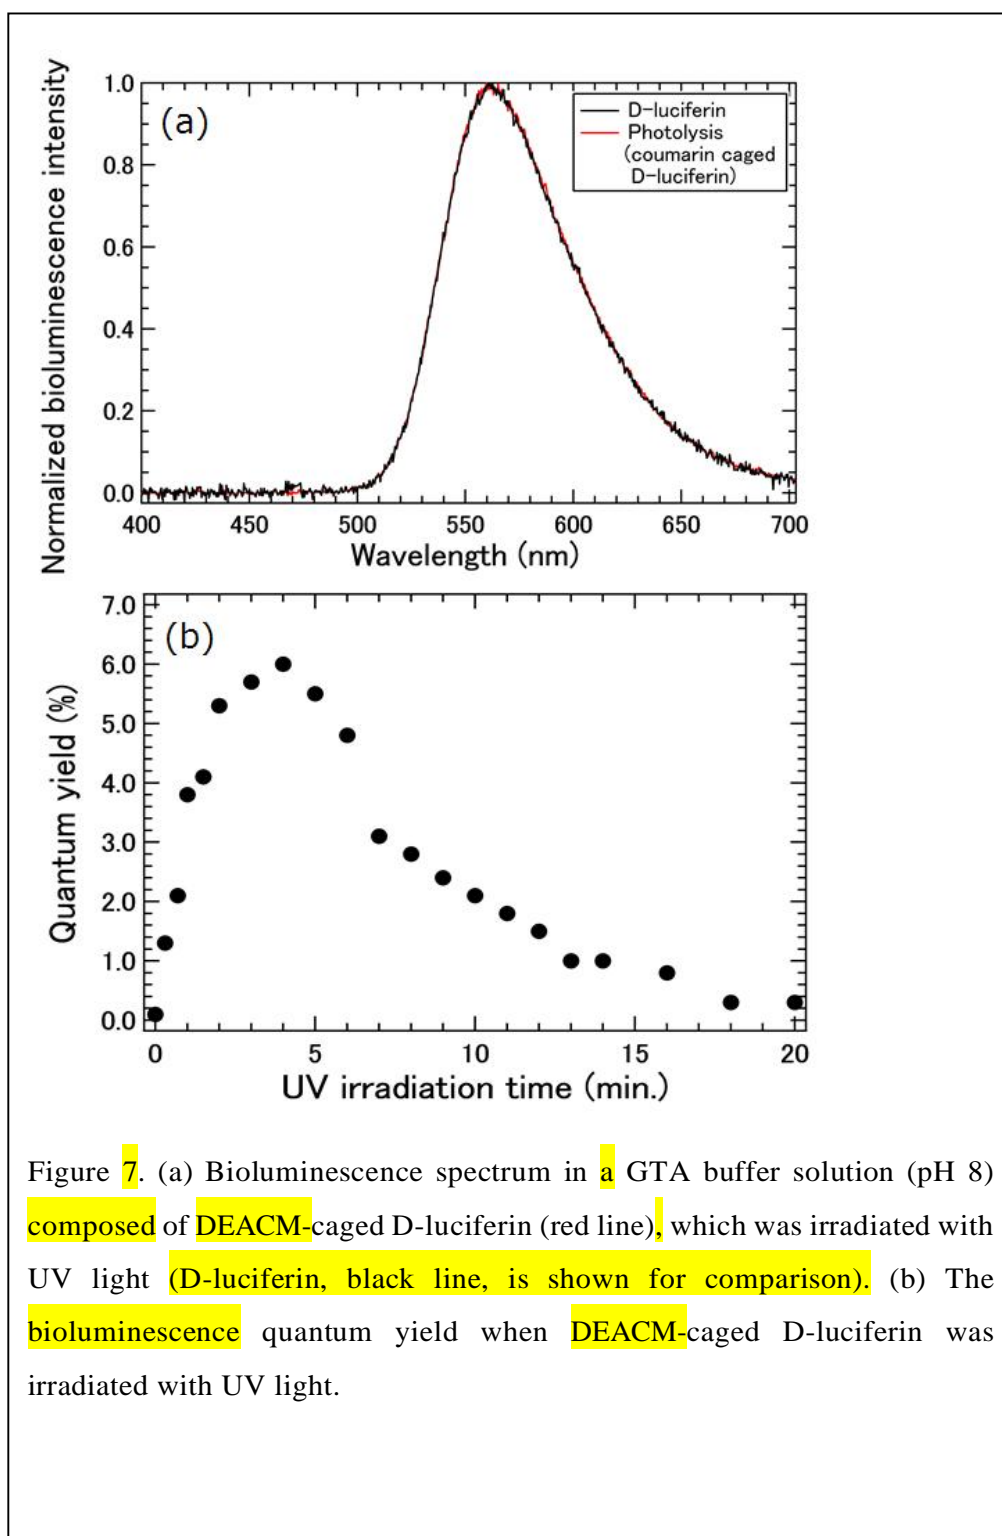 Normalized bioluminescence intensity
1.0
0.8
0.6
0.4
0.2
0.0
(a)
D-luciferin
Photolysis
(coumarin caged
D-luciferin)
400 450 500 550 600 650 700
Wavelength (nm)
Quantum yield (%)
7.0
6.0
5.0
4.0
3.0
2.0
1.0
0.0
(b)
0 5 10 15 20
UV irradiation time (min.)
Figure 7. (a) Bioluminescence spectrum in a GTA buffer solution (pH 8)
composed of DEACM-caged D-luciferin (red line), which was irradiated with
UV light (D-luciferin, black line, is shown for comparison). (b) The
bioluminescence quantum yield when DEACM-caged D-luciferin was
irradiated with UV light.